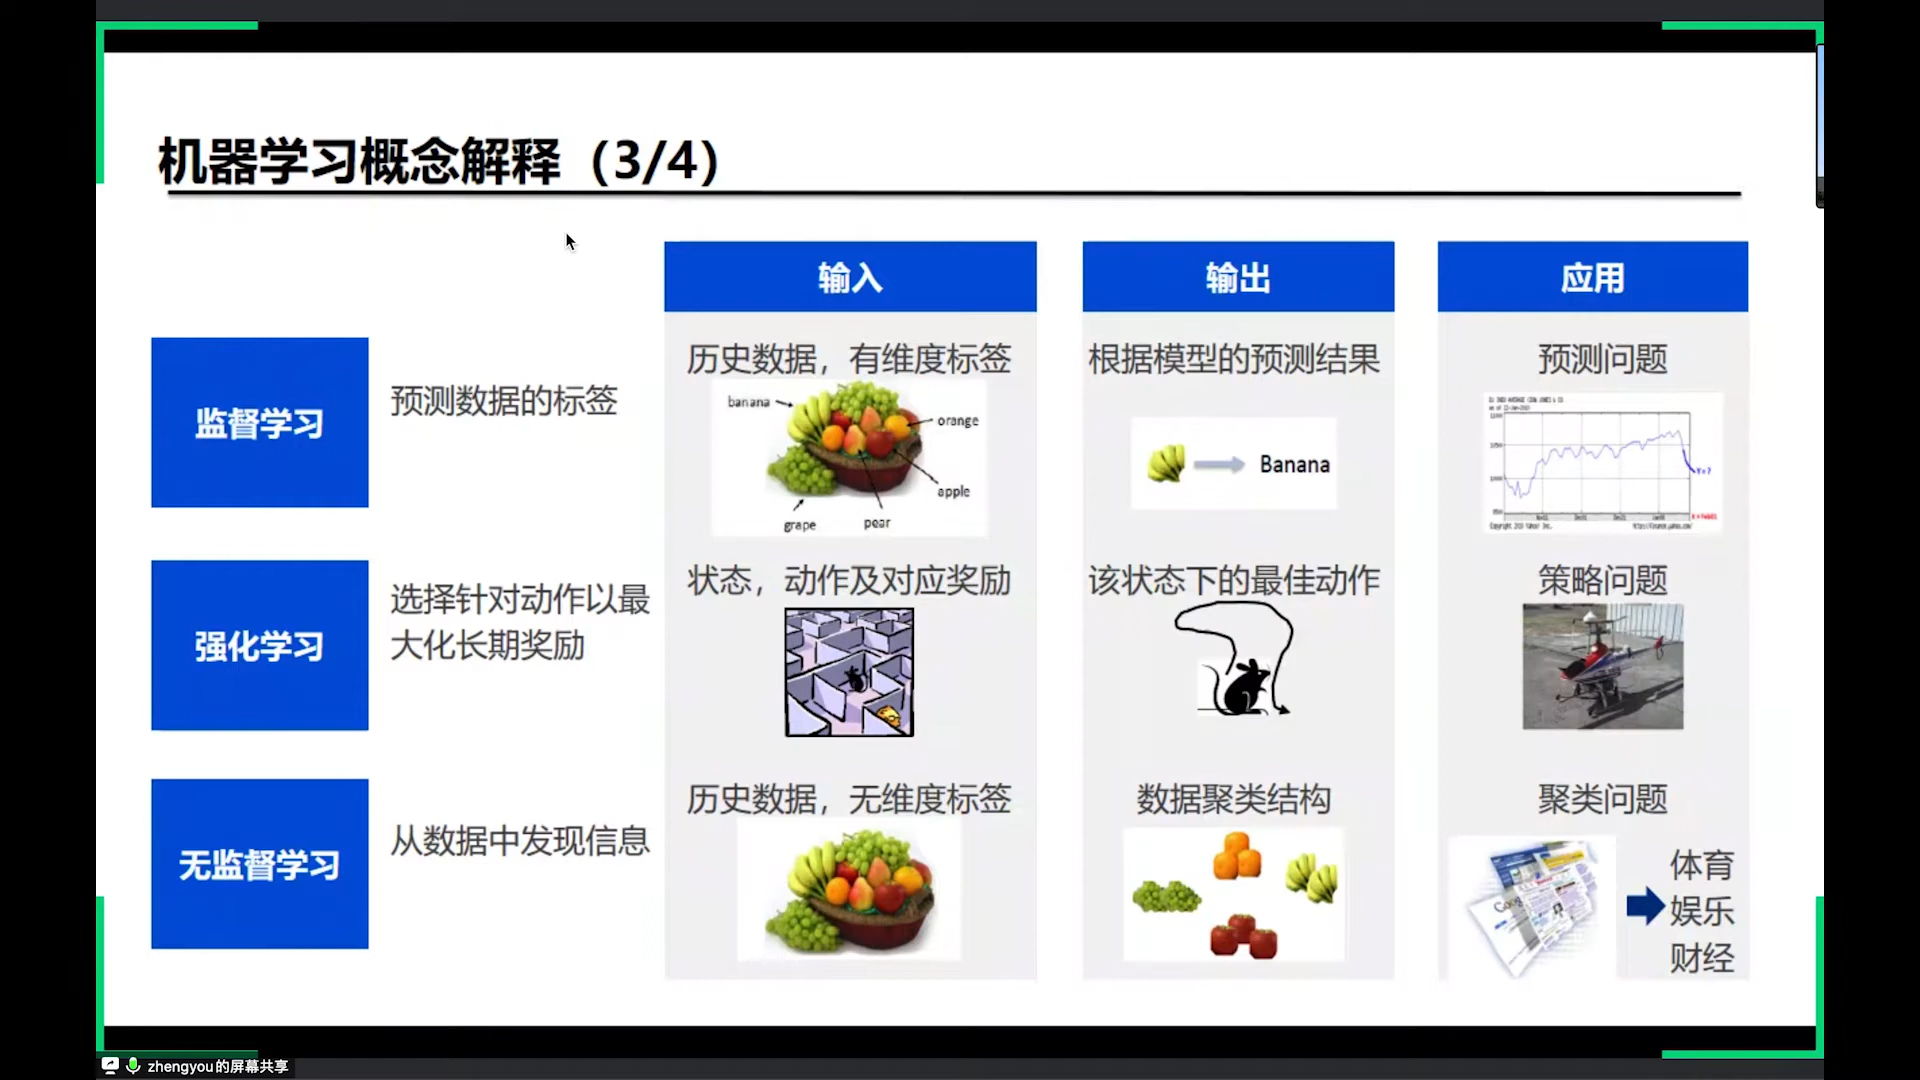 机器学习概念解释（3/4）
输入
输出
应用
监督学习
预测数据的标签
历史数据，有维度标签
banana
orange
apple
grape
pear
根据模型的预测结果
Banana
预测问题
强化学习
选择针对动作以最
大化长期奖励
状态，动作及对应奖励
该状态下的最佳动作
策略问题
无监督学习
从数据中发现信息
历史数据，无维度标签
数据聚类结构
聚类问题
体育
娱乐
财经
zhengyou的屏幕共享